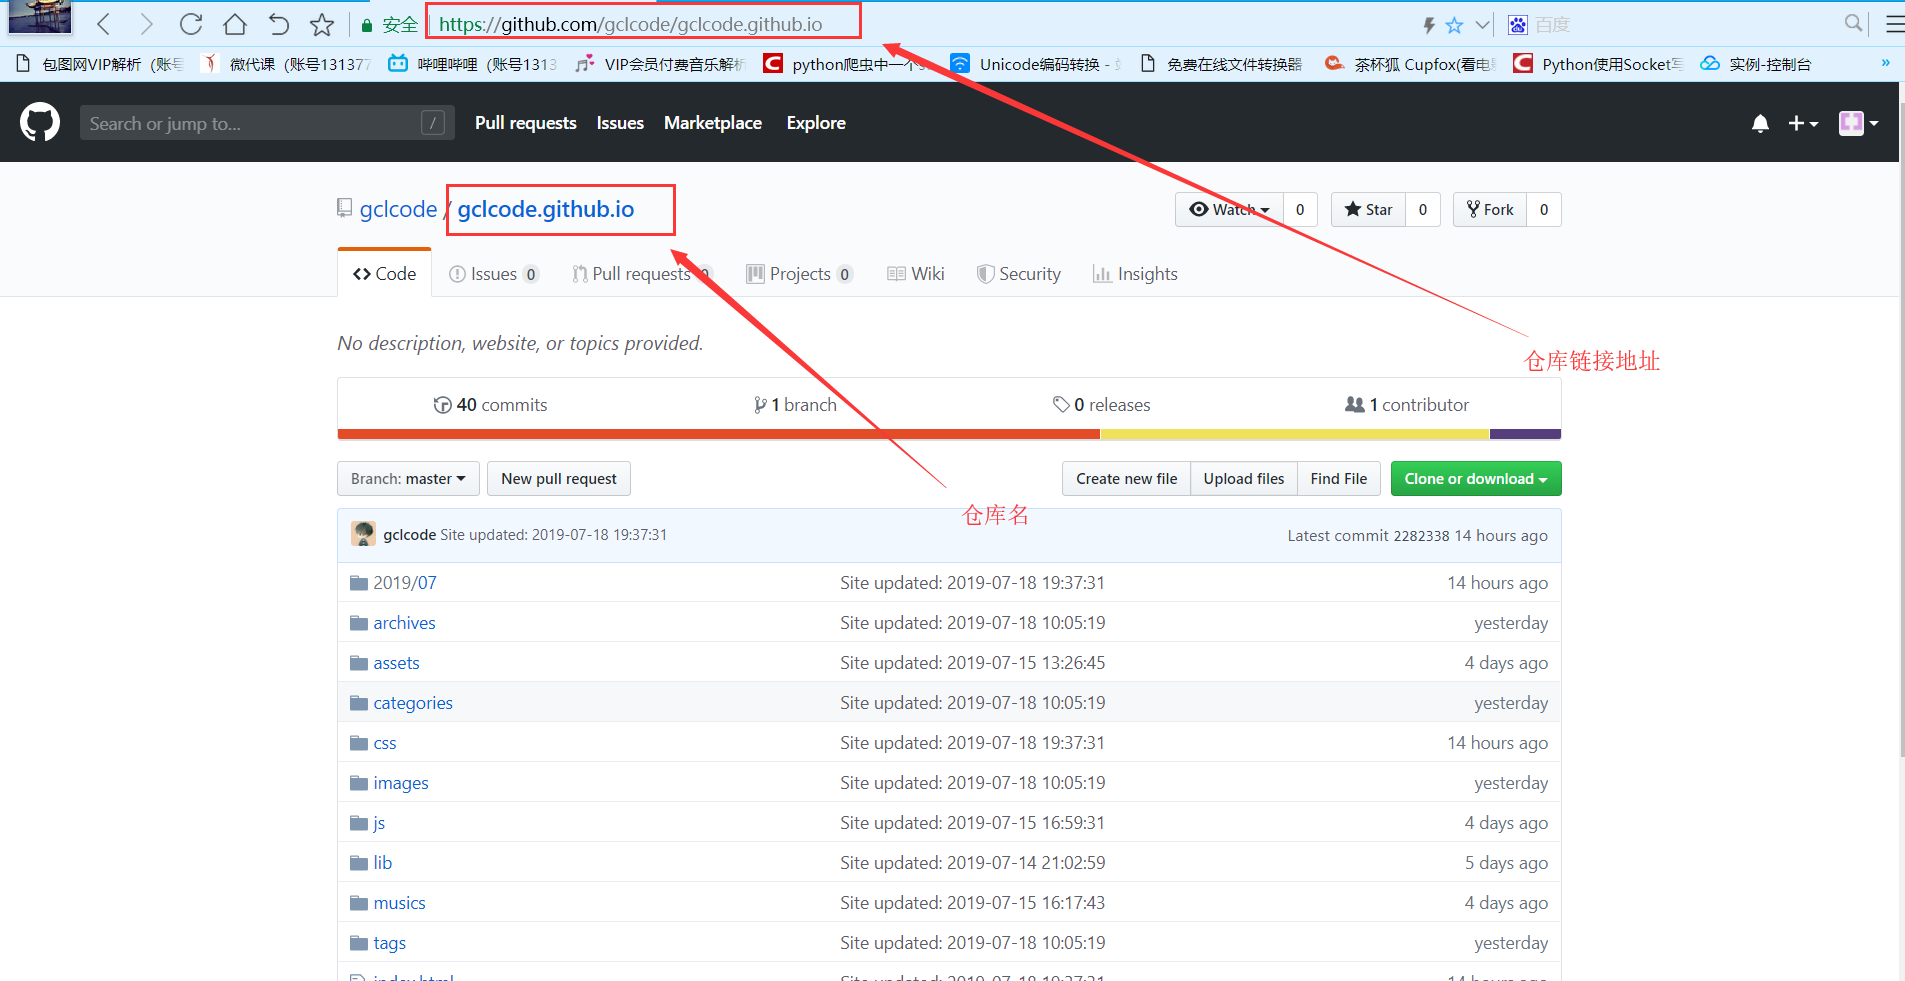 安全 https://github.com/gclcode/gclcode.github.io 百度
包图网VIP解析（账号 微代课（账号131377 哔哩哔哩（账号1313 VIP会员付费音乐解析 python爬虫中一个 Unicode编码转换 - 免费在线文件转换器 茶杯狐 Cupfox(看电影 Python使用Socket写 实例-控制台 »
Search or jump to... / Pull requests Issues Marketplace Explore
gclcode / gclcode.github.io Watch 0 Star 0 Fork 0
Code Issues 0 Pull requests 0 Projects 0 Wiki Security Insights
No description, website, or topics provided.
仓库链接地址
40 commits 1 branch 0 releases 1 contributor
Branch: master New pull request Create new file Upload files Find File Clone or download
仓库名
gclcode Site updated: 2019-07-18 19:37:31 Latest commit 2282338 14 hours ago
2019/07 Site updated: 2019-07-18 19:37:31 14 hours ago
archives Site updated: 2019-07-18 10:05:19 yesterday
assets Site updated: 2019-07-15 13:26:45 4 days ago
categories Site updated: 2019-07-18 10:05:19 yesterday
css Site updated: 2019-07-18 19:37:31 14 hours ago
images Site updated: 2019-07-18 10:05:19 yesterday
js Site updated: 2019-07-15 16:59:31 4 days ago
lib Site updated: 2019-07-14 21:02:59 5 days ago
musics Site updated: 2019-07-15 16:17:43 4 days ago
tags Site updated: 2019-07-18 10:05:19 yesterday
index.html Site updated: 2019-07-18 19:37:31 14 hours ago